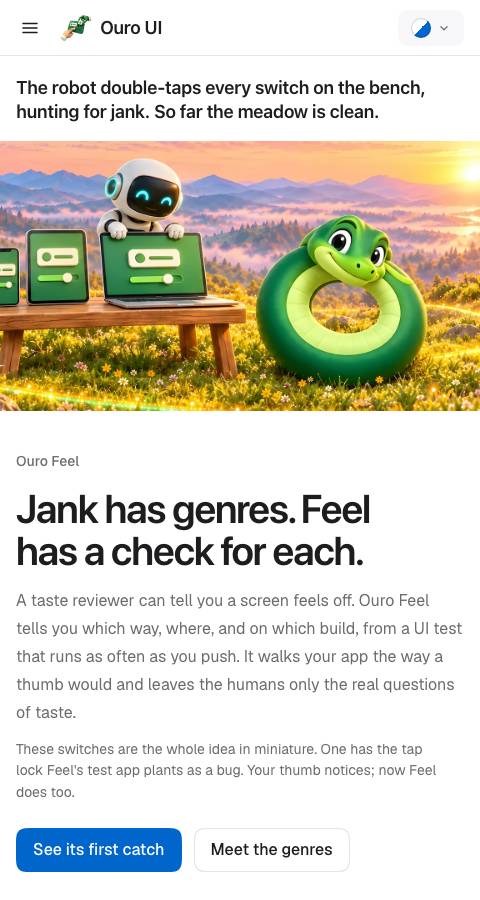 Ouro UI
The robot double-taps every switch on the bench,
hunting for jank. So far the meadow is clean.
Ouro Feel
Jank has genres. Feel
has a check for each.
A taste reviewer can tell you a screen feels off. Ouro Feel
tells you which way, where, and on which build, from a UI test
that runs as often as you push. It walks your app the way a
thumb would and leaves the humans only the real questions
of taste.
These switches are the whole idea in miniature. One has the tap
lock Feel's test app plants as a bug. Your thumb notices; now Feel
does too.
See its first catch
Meet the genres